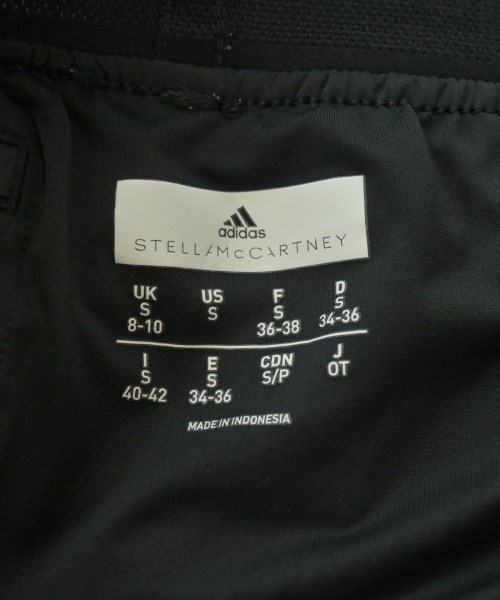 adidas
STELLAMcCARTNEY
UK US F D
S S S S
8-10 36-38 34-36
I E CDN J
S S S/P OT
40-42 34-36
MADE IN INDONESIA